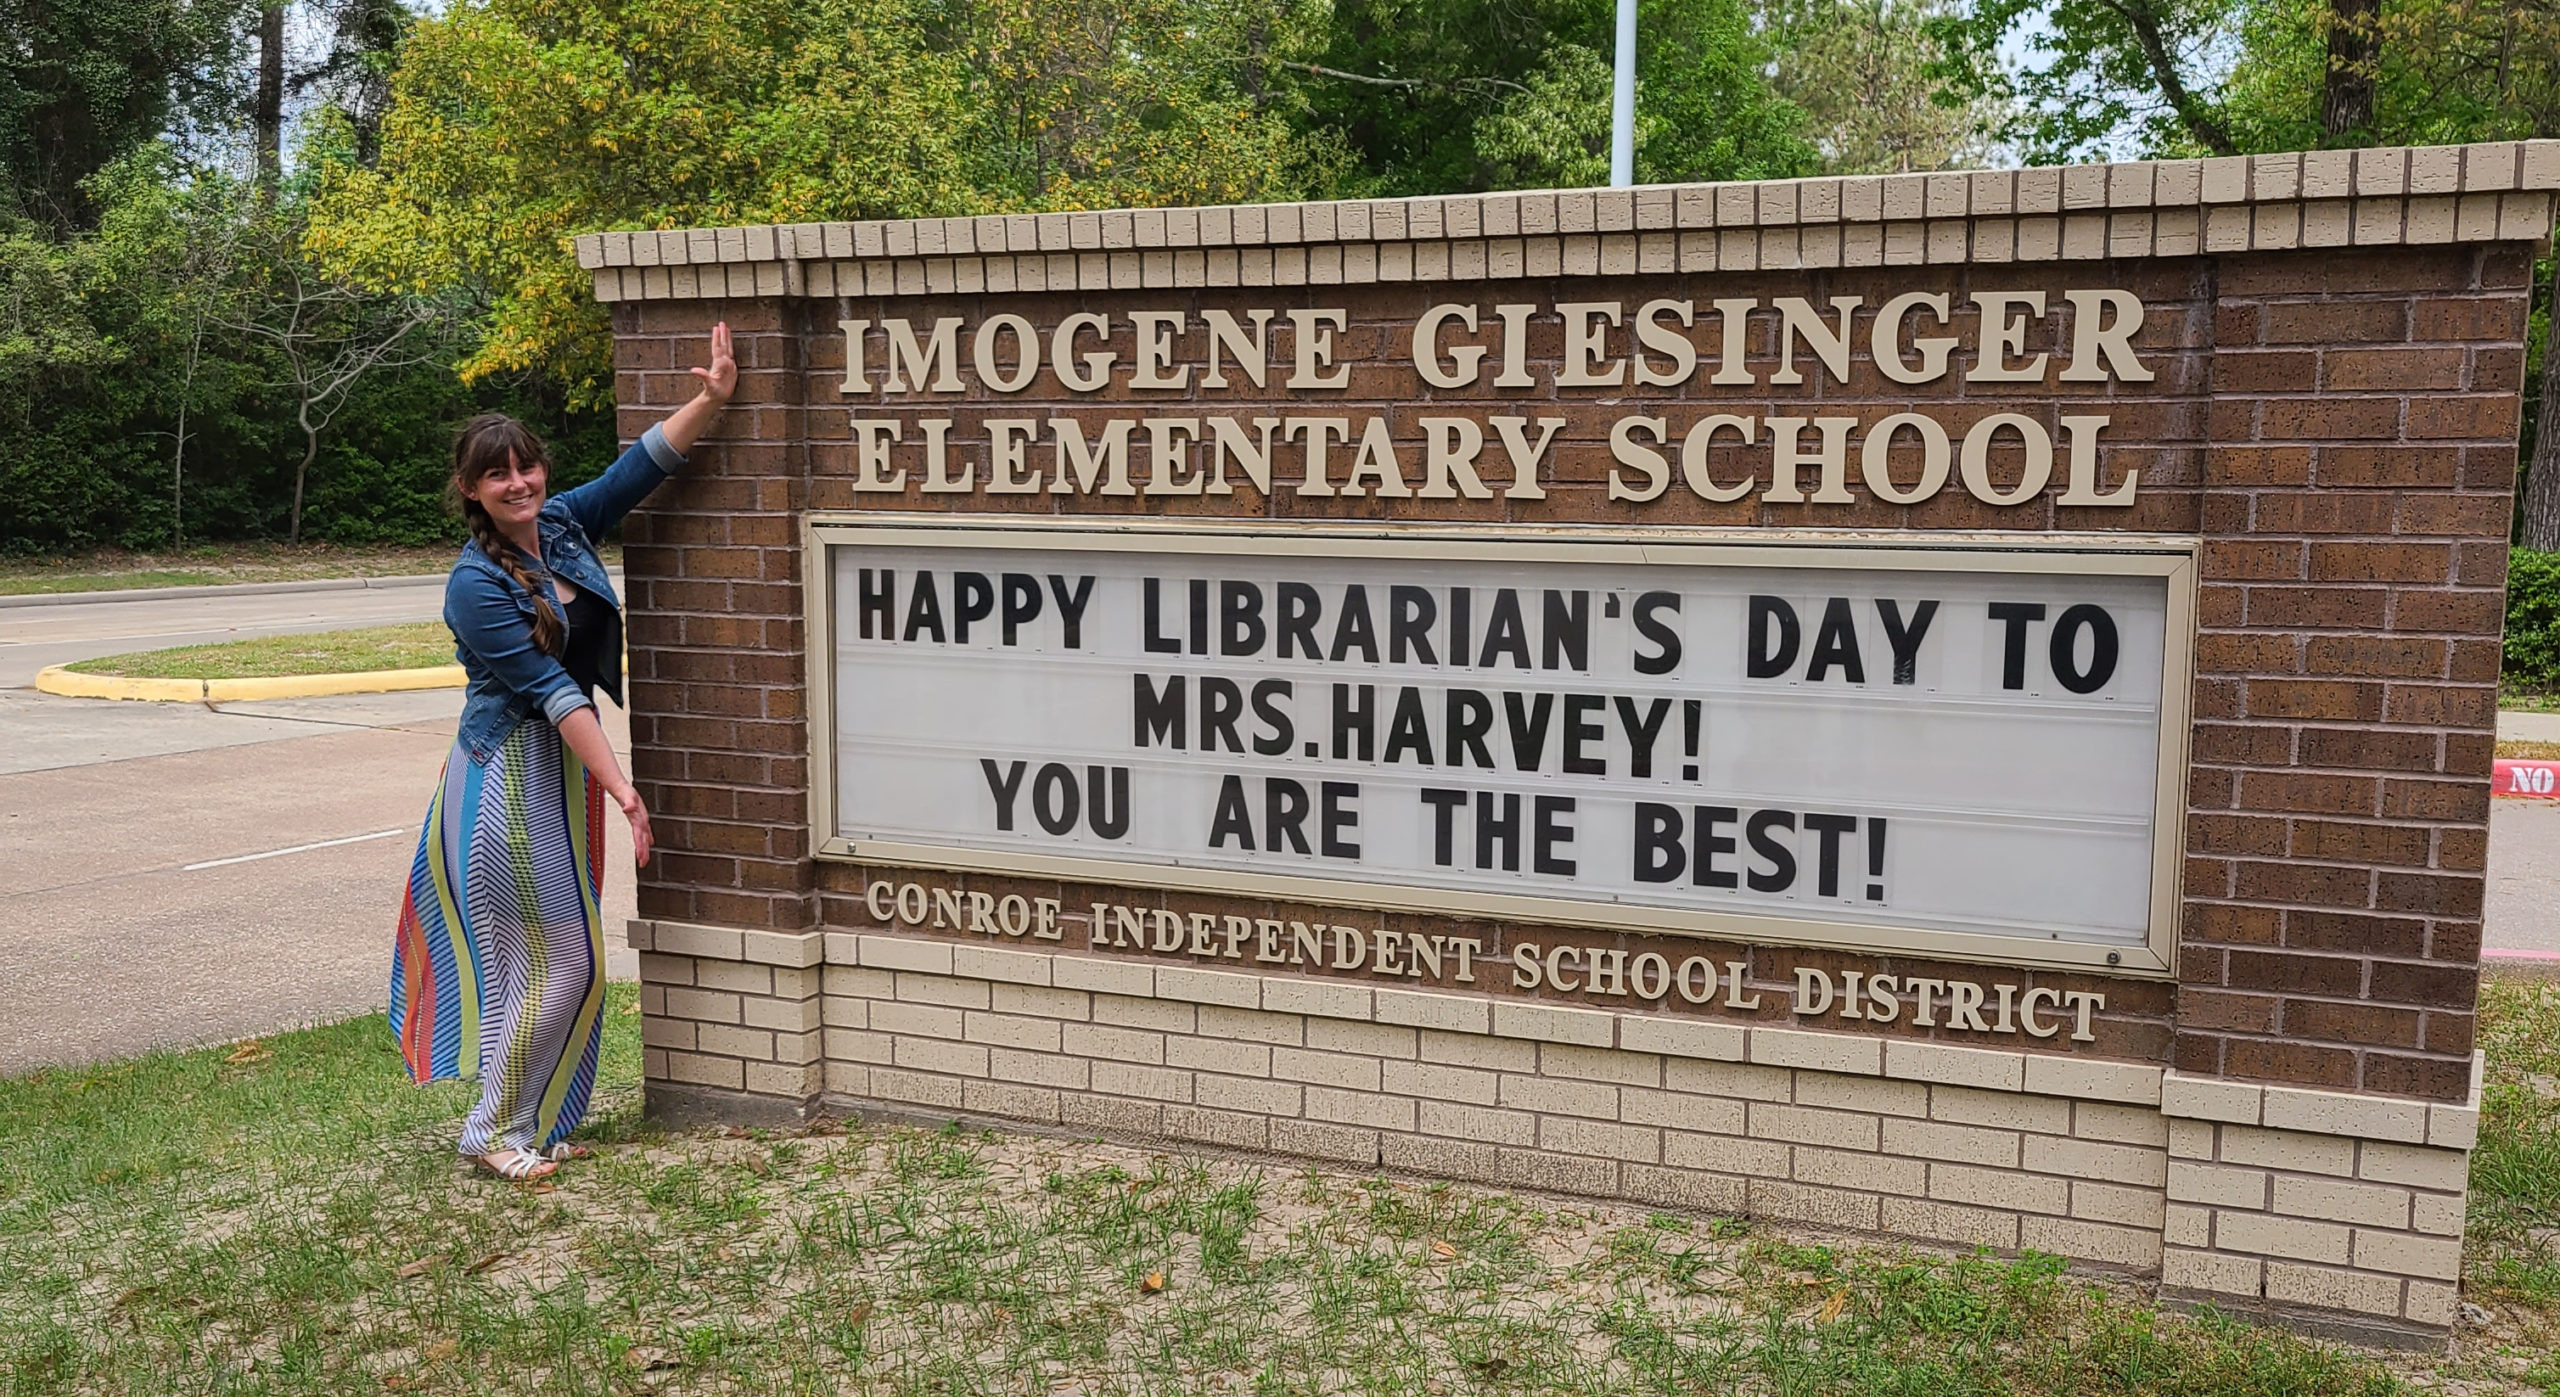 IMOGENE GIESINGER
ELEMENTARY SCHOOL
HAPPY LIBRARIAN'S DAY TO
MRS.HARVEY!
YOU ARE THE BEST!
CONROE INDEPENDENT SCHOOL DISTRICT
NO